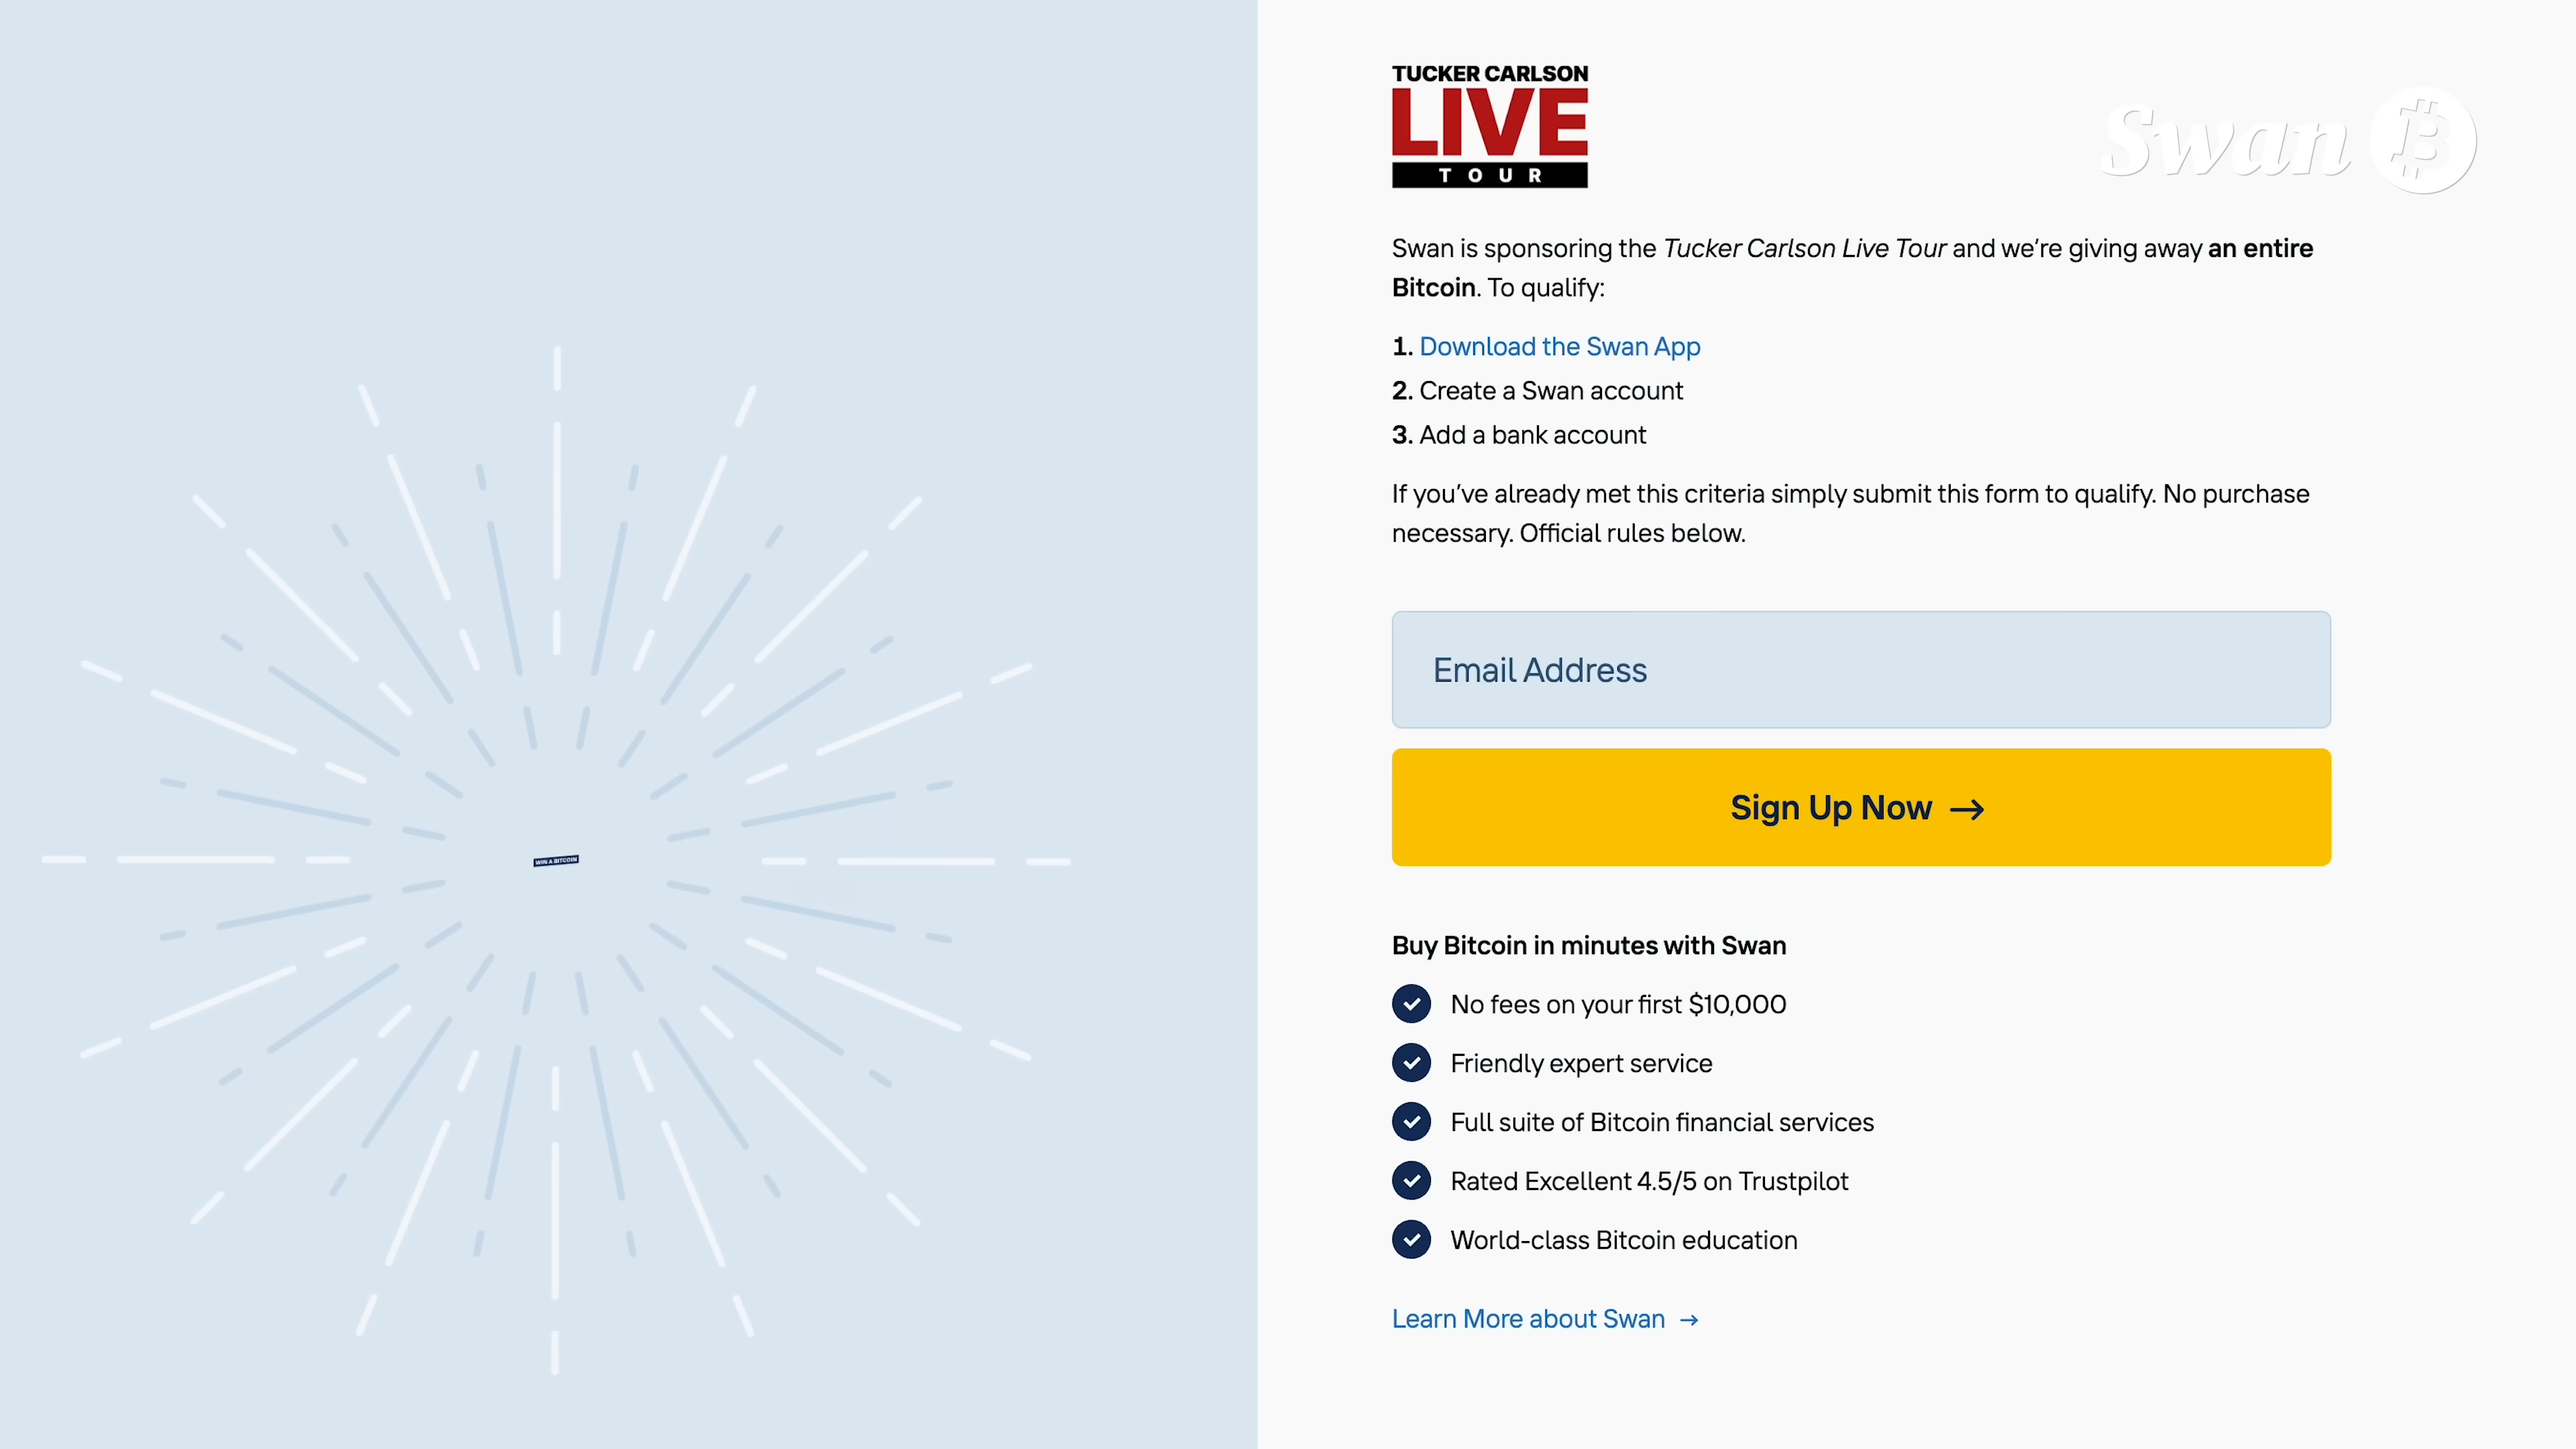 WIN A BITCOIN
TUCKER CARLSON
LIVE
TOUR
Swan
Swan is sponsoring the Tucker Carlson Live Tour and we're giving away an entire
Bitcoin. To qualify:
1. Download the Swan App
2. Create a Swan account
3. Add a bank account
If you've already met this criteria simply submit this form to qualify. No purchase
necessary. Official rules below.
Email Address
Sign Up Now →
Buy Bitcoin in minutes with Swan
No fees on your first $10,000
Friendly expert service
Full suite of Bitcoin financial services
Rated Excellent 4.5/5 on Trustpilot
World-class Bitcoin education
Learn More about Swan →